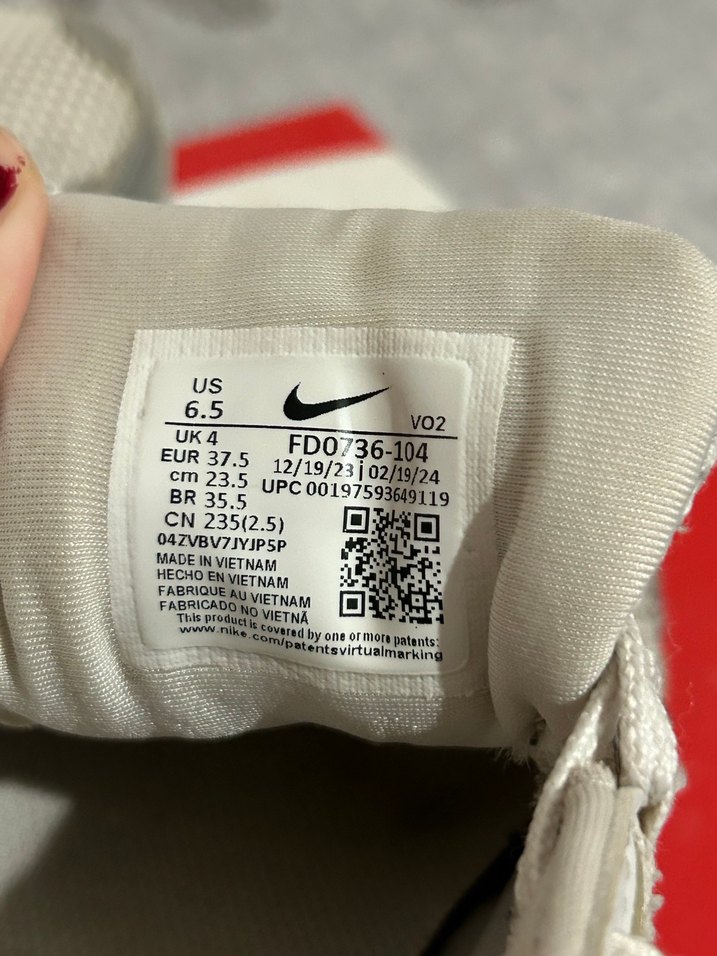 US
6.5
VO2
UK 4
EUR 37.5
cm 23.5
BR 35.5
CN 235(2.5)
FD0736-104
12/19/23 | 02/19/24
UPC 00197593649119
04ZVBV7JYJP5P
MADE IN VIETNAM
HECHO EN VIETNAM
FABRIQUE AU VIETNAM
FABRICADO NO VIETNÃ
This product is covered by one or more patents:
www.nike.com/patentsvirtualmarking